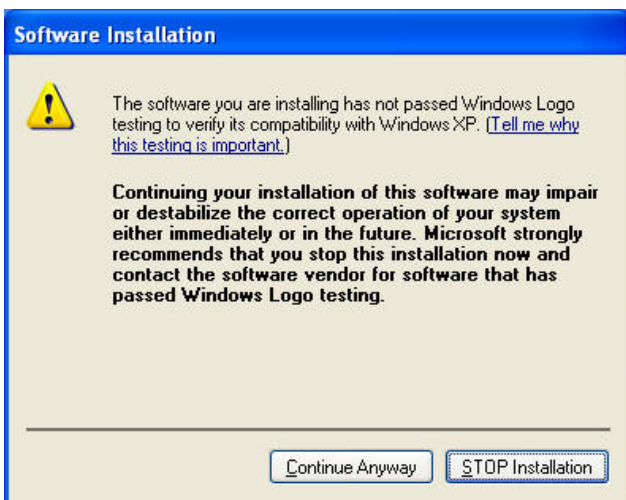 Software Installation
The software you are installing has not passed Windows Logo
testing to verify its compatibility with Windows XP. (Tell me why
this testing is important.)
Continuing your installation of this software may impair
or destabilize the correct operation of your system
either immediately or in the future. Microsoft strongly
recommends that you stop this installation now and
contact the software vendor for software that has
passed Windows Logo testing.
Continue Anyway STOP Installation